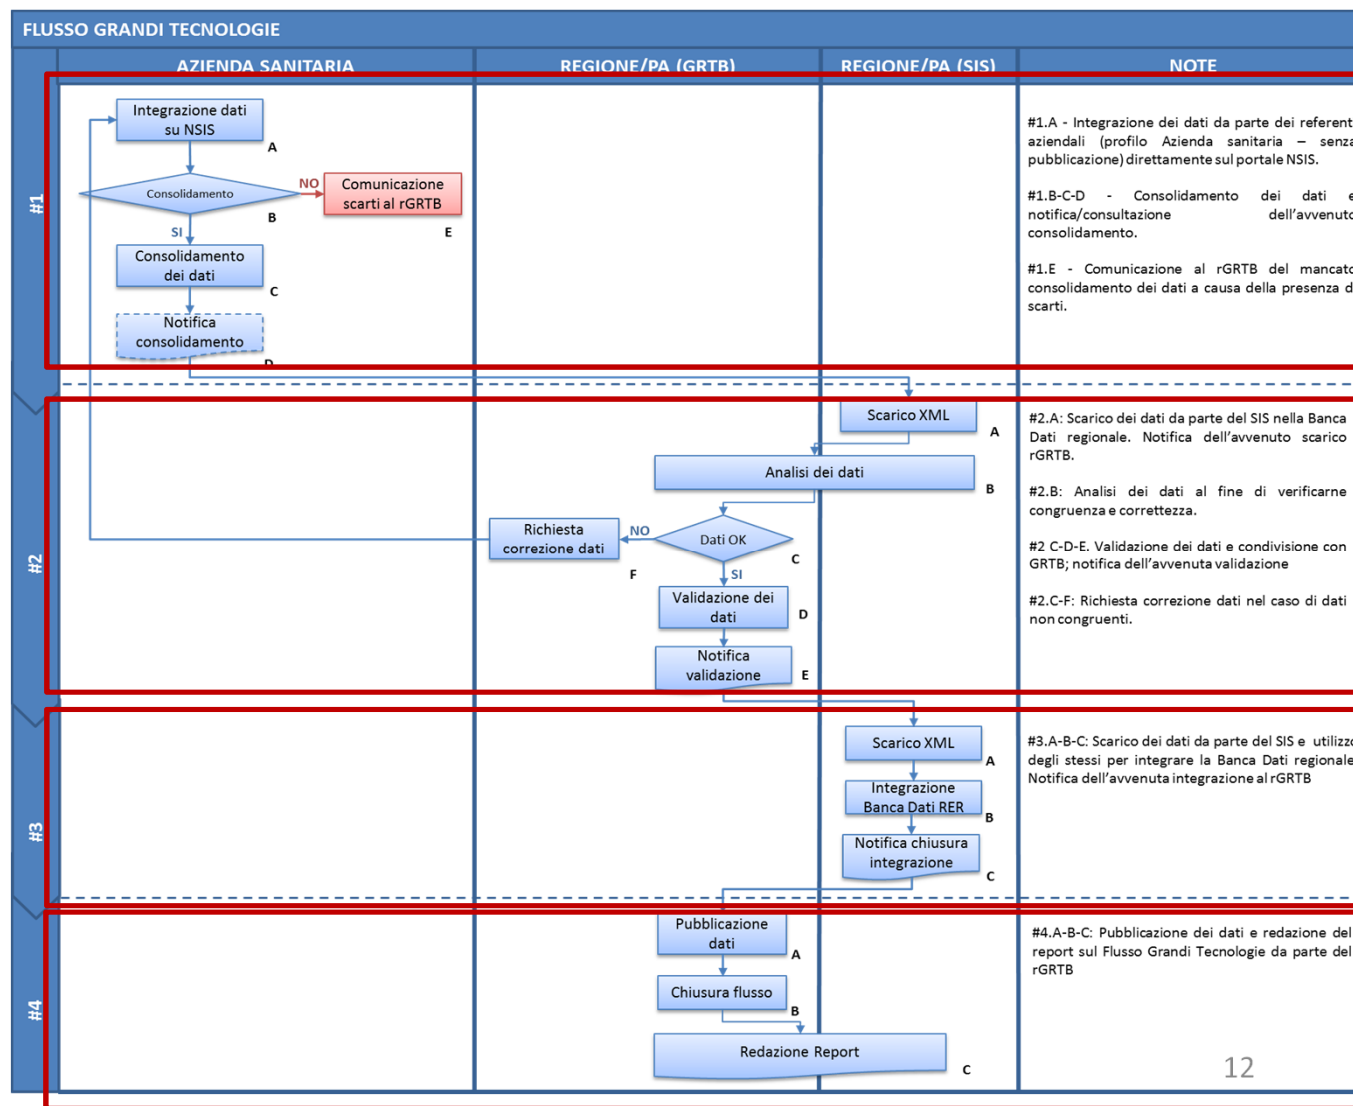 FLUSSO GRANDI TECNOLOGIE
AZIENDA SANITARIA
REGIONE/PA (GRTB)
REGIONE/PA (SIS)
NOTE
#1
Integrazione dati
su NSIS
A
Consolidamento
B
NO
Comunicazione
scarti al rGRTB
E
SI
Consolidamento
dei dati
C
Notifica
consolidamento
D
#1.A - Integrazione dei dati da parte dei referent
aziendali (profilo Azienda sanitaria – senza
pubblicazione) direttamente sul portale NSIS.
#1.B-C-D - Consolidamento dei dati e
notifica/consultazione dell'avvenuto
consolidamento.
#1.E - Comunicazione al rGRTB del mancato
consolidamento dei dati a causa della presenza d
scarti.
#2
Scarico XML
A
Analisi dei dati
B
Dati OK
C
NO
Richiesta
correzione dati
F
SI
Validazione dei
dati
D
Notifica
validazione
E
#2.A: Scarico dei dati da parte del SIS nella Banca
Dati regionale. Notifica dell'avvenuto scarico
rGRTB.
#2.B: Analisi dei dati al fine di verificarne
congruenza e correttezza.
#2 C-D-E. Validazione dei dati e condivisione con
GRTB; notifica dell'avvenuta validazione
#2.C-F: Richiesta correzione dati nel caso di dati
non congruenti.
#3
Scarico XML
A
Integrazione
Banca Dati RER
B
Notifica chiusura
integrazione
C
#3.A-B-C: Scarico dei dati da parte del SIS e utilizzo
degli stessi per integrare la Banca Dati regionale
Notifica dell'avvenuta integrazione al rGRTB
#4
Pubblicazione
dati
A
Chiusura flusso
B
Redazione Report
C
#4.A-B-C: Pubblicazione dei dati e redazione del
report sul Flusso Grandi Tecnologie da parte del
rGRTB
12